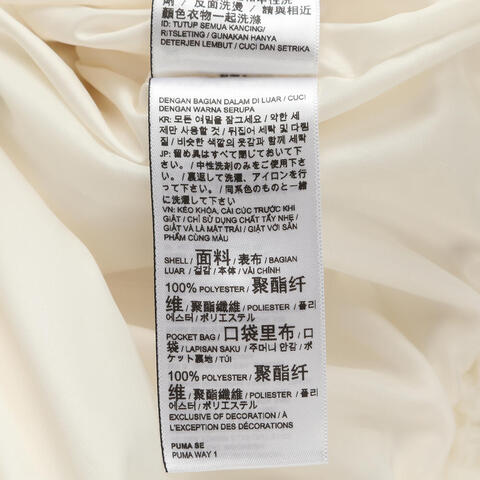 劑 / 反面洗燙 / 請與相近
顏色衣物一起洗滌
ID: TUTUP SEMUA KANCING/
RITSLETING / GUNAKAN HANYA
DETERJEN LEMBUT / CUCI DAN SETRIKA
DENGAN BAGIAN DALAM DI LUAR / CUCI
DENGAN WARNA SERUPA
KR: 모든 여밈을 잠그세요 / 약한 세
제만 사용할 것 / 뒤집어 세탁 및 다림
질 / 비슷한 색깔의 옷감과 함께 세탁
JP: 留め具はすべて閉じておいて下
さい。/ 中性洗剤のみをご使用下さ
い。/ 裏返して洗濯、アイロンを行
って下さい。/ 同系色のものと一緒
に洗濯してください
VN: KÉO KHÓA, CÀI CÚC TRƯỚC KHI
GIẶT / CHỈ SỬ DỤNG CHẤT TẨY NHẸ /
GIẶT VÀ LÀ MẶT TRÁI / GIẶT VỚI SẢN
PHẨM CÙNG MÀU
SHELL / 面料 / 表布 / BAGIAN
LUAR / 겉감 / 本体 / VẢI CHÍNH
100% POLYESTER / 聚酯纤
维 / 聚酯纖維 / POLIESTER / 폴리
에스터 / ポリエステル
POCKET BAG / 口袋里布 / 口
袋 / LAPISAN SAKU / 주머니 안감 / ポ
ケット裏地 / TÚI
100% POLYESTER / 聚酯纤
维 / 聚酯纖維 / POLIESTER / 폴리
에스터 / ポリエステル
EXCLUSIVE OF DECORATION / À
L'EXCEPTION DES DÉCORATIONS
PUMA SE
PUMA WAY 1